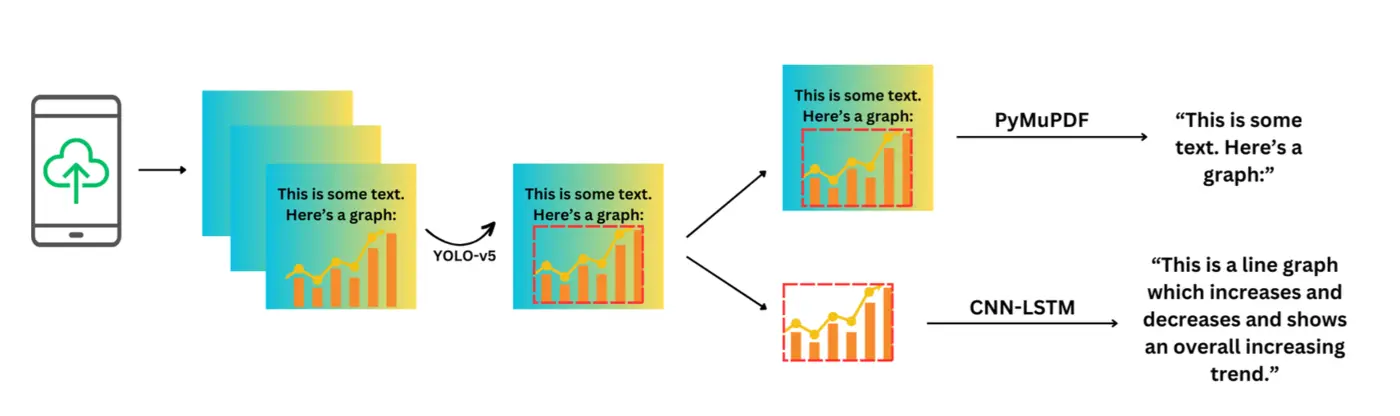 This is some text.
Here's a graph:
YOLO-v5
This is some text.
Here's a graph:
This is some text.
Here's a graph:
PyMuPDF
“This is some
text. Here's a
graph:”
CNN-LSTM
“This is a line graph
which increases and
decreases and shows
an overall increasing
trend.”